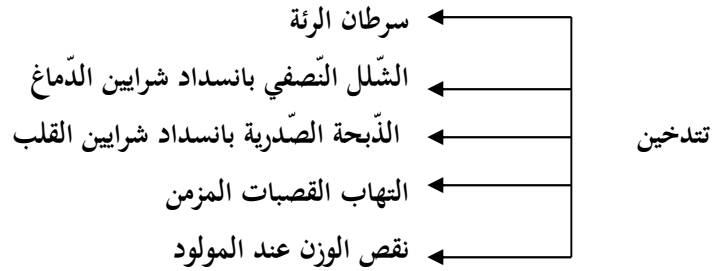 سرطان الرئة
الشّلل النّصفي بانسداد شرايين الدّماغ
تتدخين
الذّبحة الصّدرية بانسداد شرايين القلب
التهاب القصبات المزمن
نقص الوزن عند المولود